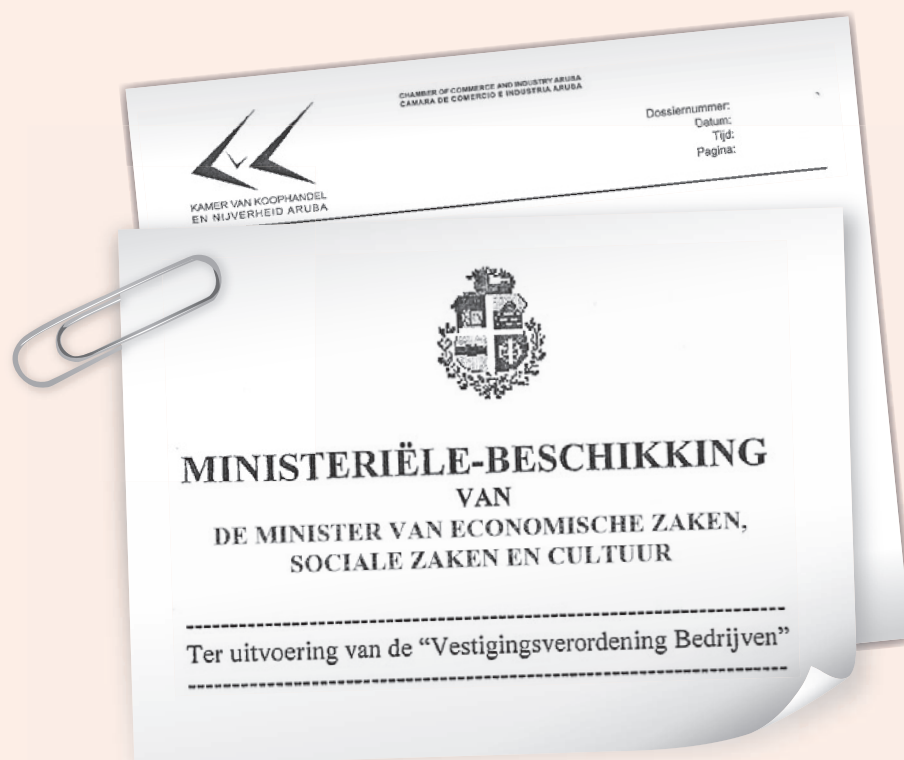 CHAMBER OF COMMERCE AND INDUSTRY ARUBA
CAMARA DE COMERCIO E INDUSTRIA ARUBA
Dossiernummer:
Datum:
Tijd:
Pagina:
KAMER VAN KOOPHANDEL
EN NIJVERHEID ARUBA
MINISTERIËLE-BESCHIKKING
VAN
DE MINISTER VAN ECONOMISCHE ZAKEN,
SOCIALE ZAKEN EN CULTUUR
Ter uitvoering van de “Vestigingsverordening Bedrijven”